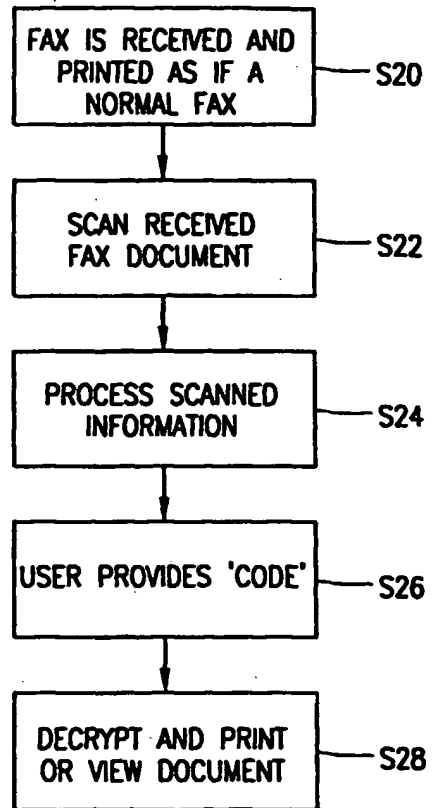 FAX IS RECEIVED AND
PRINTED AS IF A
NORMAL FAX
S20
SCAN RECEIVED
FAX DOCUMENT
S22
PROCESS SCANNED
INFORMATION
S24
USER PROVIDES 'CODE'
S26
DECRYPT AND PRINT
OR VIEW DOCUMENT
S28